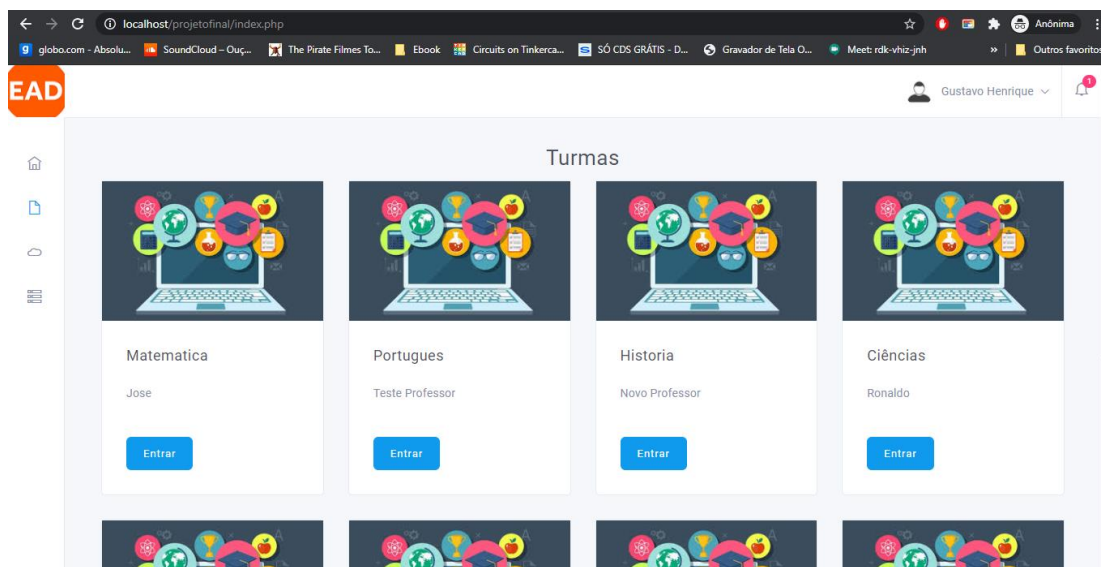 localhost/projetofinal/index.php
Anônima
globo.com - Absolu...
SoundCloud – Ouç...
The Pirate Filmes To...
Ebook
Circuits on Tinkerca...
SÓ CDS GRÁTIS - D...
Gravador de Tela O...
Meet: rdk-vhiz-jnh
»
Outros favoritos
EAD
Gustavo Henrique
1
Turmas
Matematica
Jose
Entrar
Portugues
Teste Professor
Entrar
Historia
Novo Professor
Entrar
Ciências
Ronaldo
Entrar